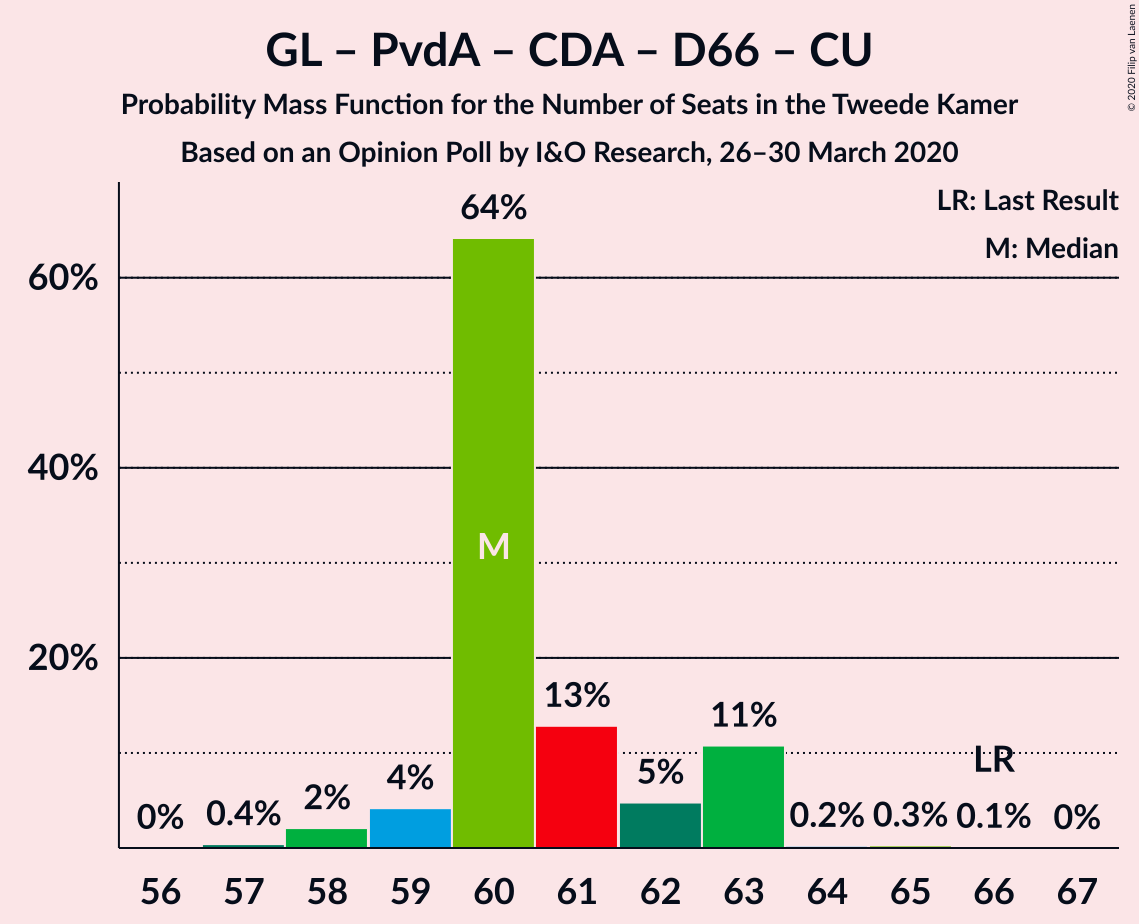 GL – PvdA – CDA – D66 – CU
Probability Mass Function for the Number of Seats in the Tweede Kamer
Based on an Opinion Poll by I&O Research, 26–30 March 2020
© 2020 Filip van Laenen
LR: Last Result
M: Median
64%
60%
40%
M
20%
13%
11%
LR
5%
4%
2%
0%
0.4%
0.2%
0.3%
0.1%
0%
56 57 58 59 60 61 62 63 64 65 66 67